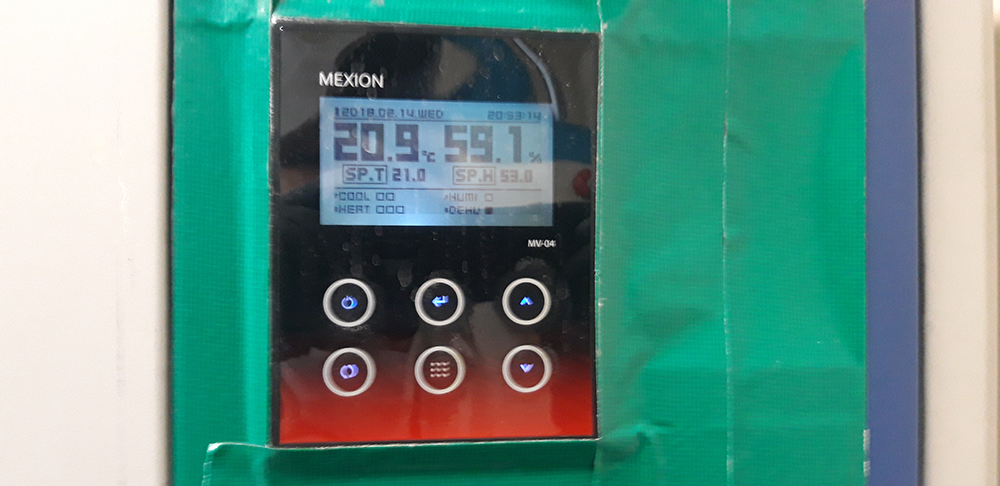 MEXION
2018.02.14.WED 20:53:14
20.9°C 59.1%
SP.T 21.0 SP.H 53.0
COOL HUMI
HEAT DEHU
MV-04